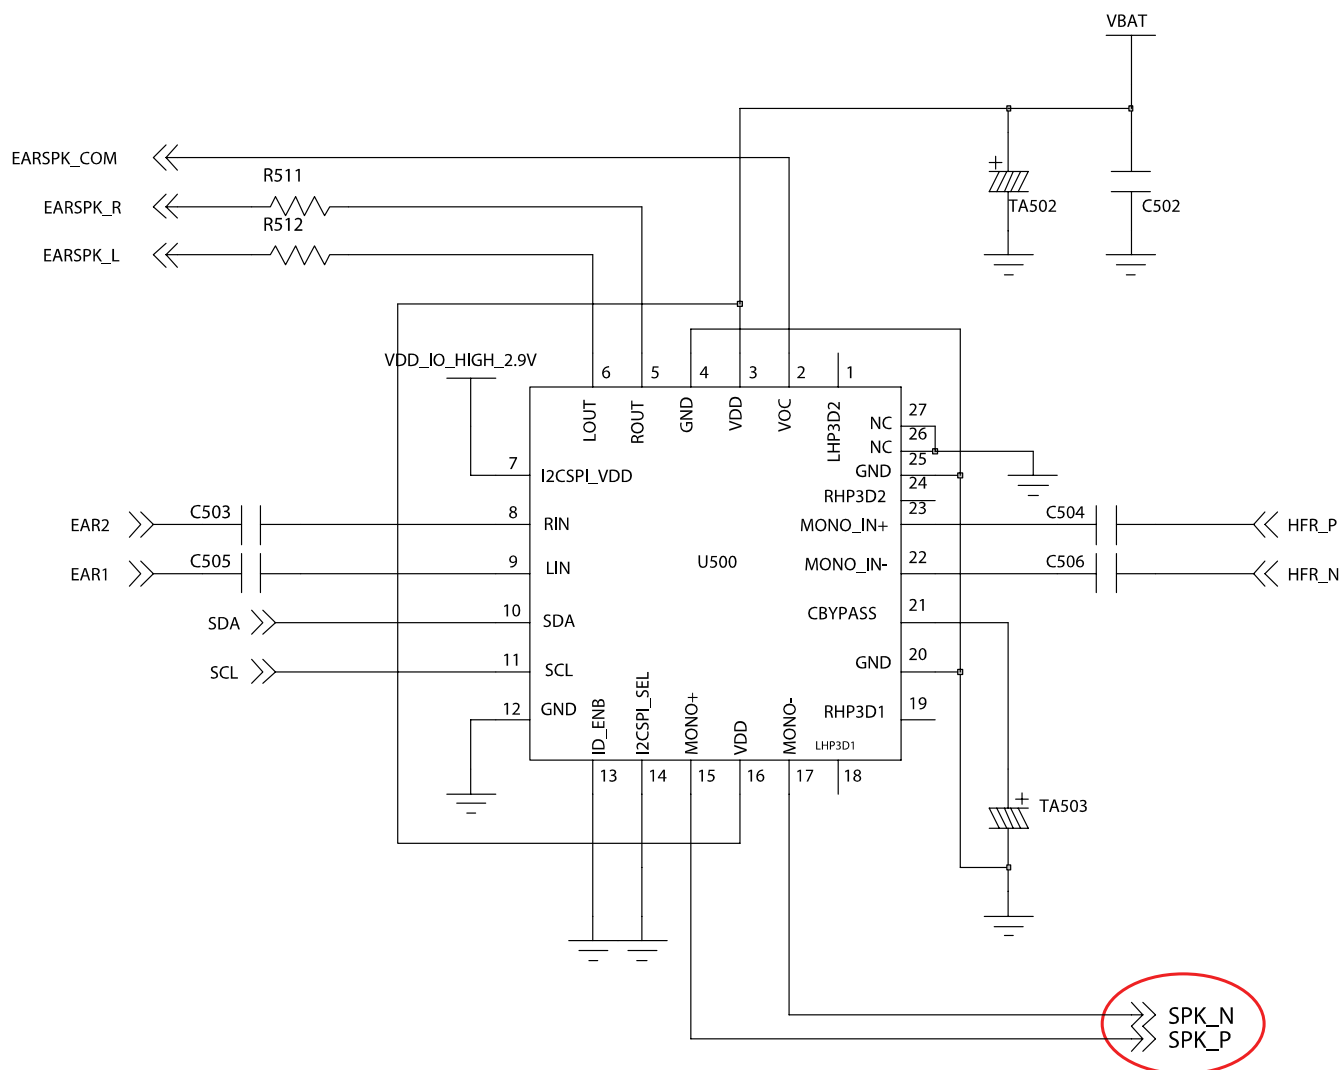 VBAT
EARSPK_COM
R511
EARSPK_R
R512
EARSPK_L
+
TA502
C502
VDD_IO_HIGH_2.9V
6 5 4 3 2 1
LOUT ROUT GND VDD VOC LHP3D2
NC 27
NC 26
GND 25
RHP3D2 24
7 I2CSPI_VDD
EAR2 C503 8 RIN
MONO_IN+ 23 C504 HFR_P
EAR1 C505 9 LIN
U500
MONO_IN- 22 C506 HFR_N
SDA 10 SDA
CBYPASS 21
SCL 11 SCL
GND 20
12 GND
RHP3D1 19
ID_ENB I2CSPI_SEL MONO+ VDD MONO- LHP3D1
13 14 15 16 17 18
+ TA503
SPK_N
SPK_P